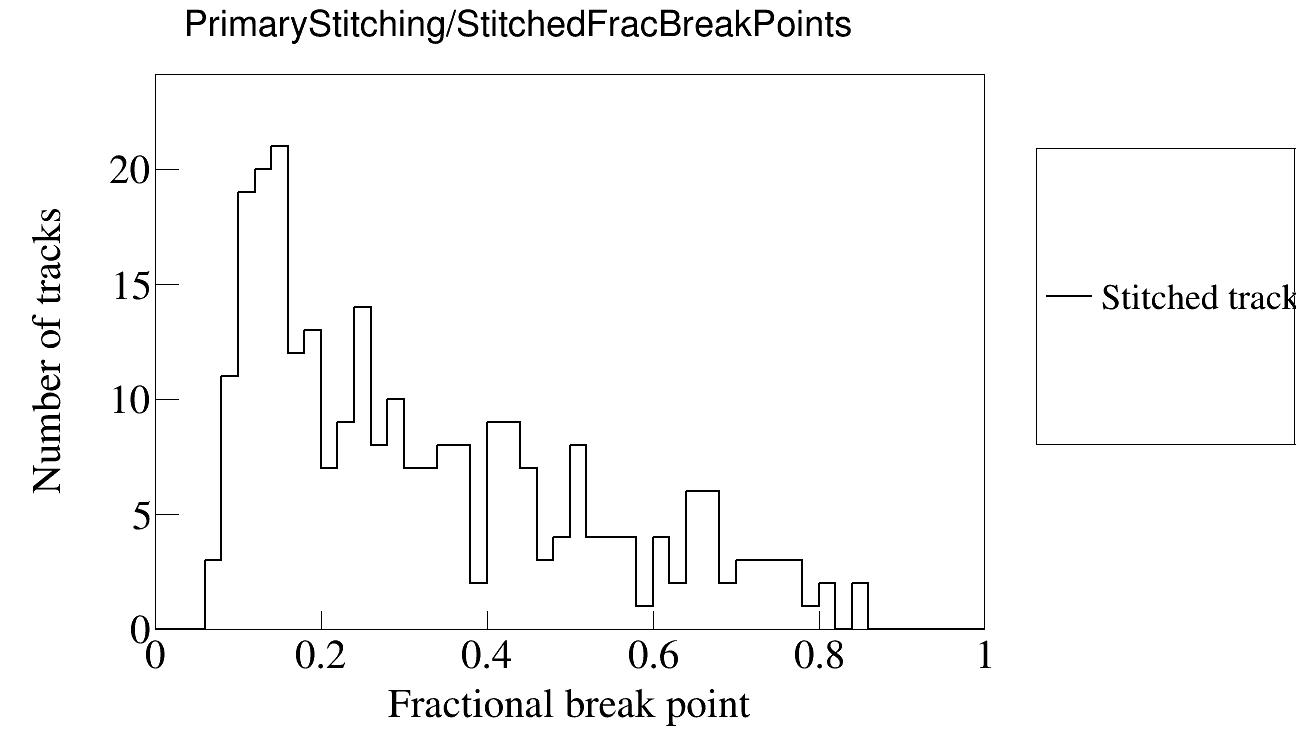 PrimaryStitching/StitchedFracBreakPoints
Number of tracks
20
15
10
5
0
0 0.2 0.4 0.6 0.8 1
Fractional break point
Stitched track